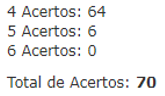 4 Acertos: 64
5 Acertos: 6
6 Acertos: 0
Total de Acertos: 70